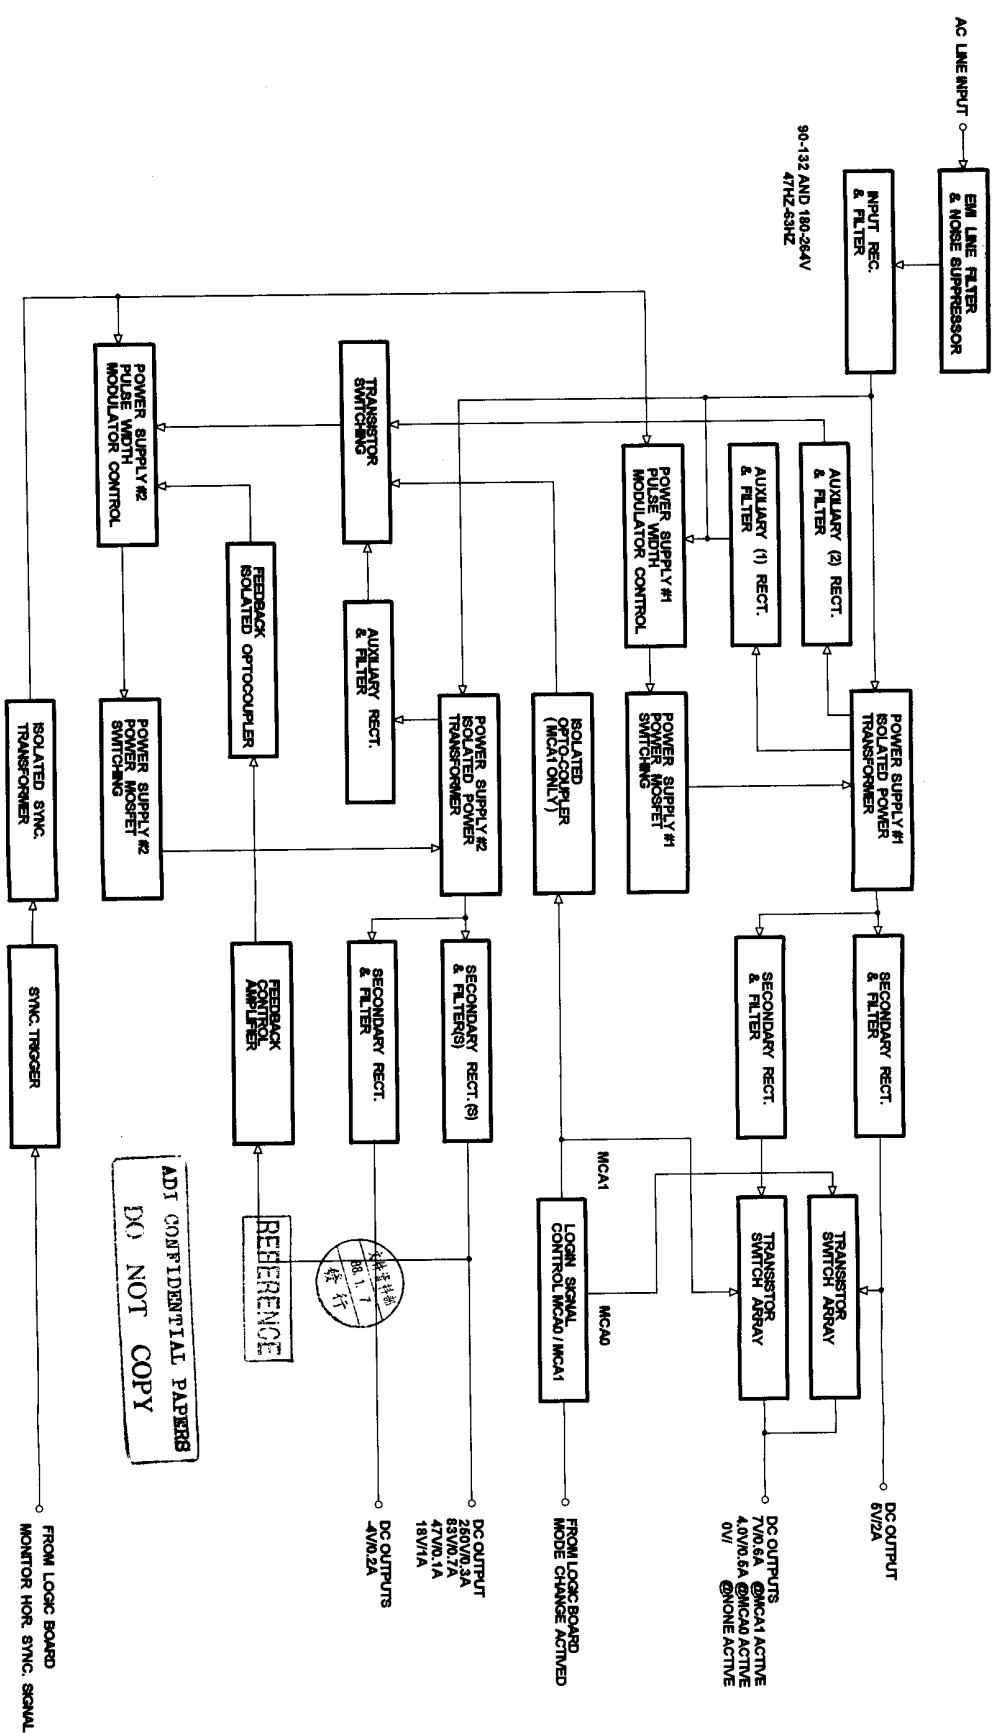 AC LINE INPUT
EMI LINE FILTER
& NOISE SUPPRESSOR
90-132 AND 180-264V
47HZ-63HZ
INPUT REC.
& FILTER
AUXILIARY (2) RECT.
& FILTER
AUXILIARY (1) RECT.
& FILTER
POWER SUPPLY #1
PULSE WIDTH
MODULATOR CONTROL
TRANSISTOR
SWITCHING
POWER SUPPLY #2
PULSE WIDTH
MODULATOR CONTROL
POWER SUPPLY #1
ISOLATED POWER
TRANSFORMER
POWER SUPPLY #1
POWER MOSFET
SWITCHING
ISOLATED
OPTO-COUPLER
( MCA1 ONLY )
POWER SUPPLY #2
ISOLATED POWER
TRANSFORMER
AUXILIARY RECT.
& FILTER
FEEDBACK
ISOLATED OPTOCOUPLER
POWER SUPPLY #2
POWER MOSFET
SWITCHING
ISOLATED SYNC.
TRANSFORMER
SECONDARY RECT.
& FILTER
SECONDARY RECT.
& FILTER
SECONDARY RECT. (S)
& FILTER(S)
SECONDARY RECT.
& FILTER
FEEDBACK
CONTROL
AMPLIFIER
SYNC. TRIGGER
MCA1
MCA0
TRANSISTOR
SWITCH ARRAY
TRANSISTOR
SWITCH ARRAY
LOGIN SIGNAL
CONTROL MCA0 / MCA1
88. 1. 7
發 行
REFERENCE
ADI CONFIDENTIAL PAPERS
DO NOT COPY
DC OUTPUT
5V/2A
DC OUTPUTS
7V/0.6A @MCA1 ACTIVE
4.0V/0.5A @MCA0 ACTIVE
0V/ @NONE ACTIVE
FROM LOGIC BOARD
MODE CHANGE ACTIVED
DC OUTPUT
250V/0.3A
83V/0.7A
47V/0.1A
18V/1A
DC OUTPUTS
-4V/0.2A
FROM LOGIC BOARD
MONITOR HOR. SYNC. SIGNAL